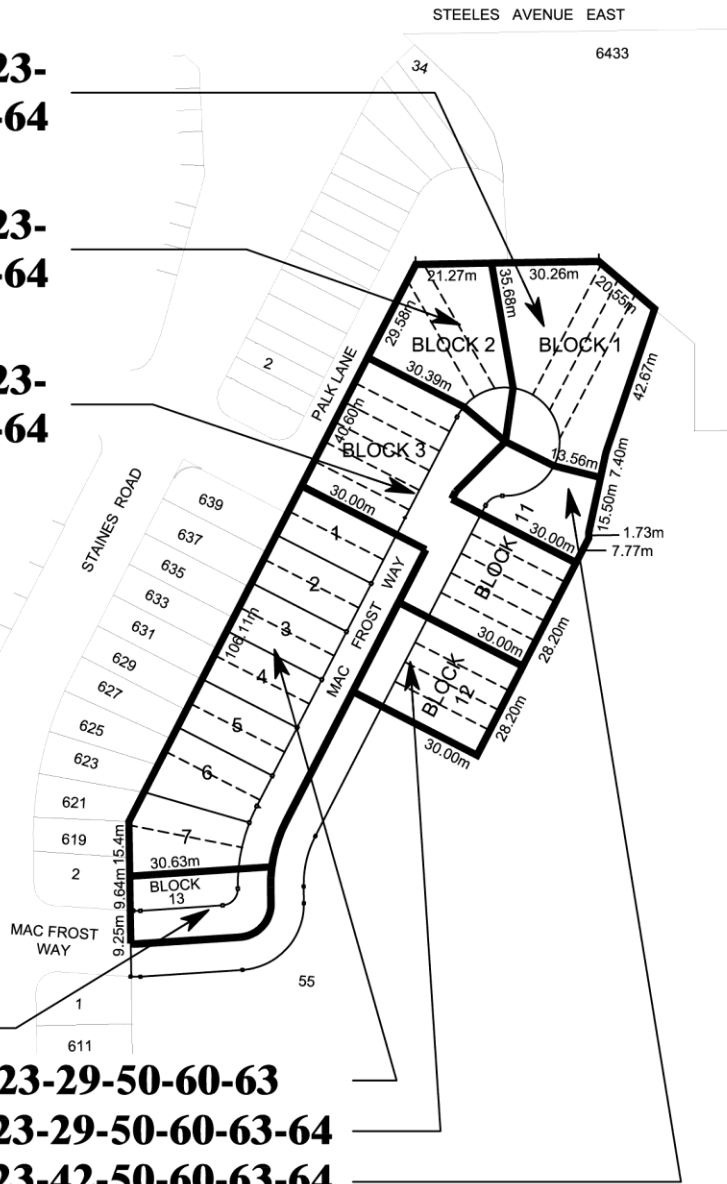 STEELES AVENUE EAST
6433
34
23-
-64
23-
-64
21.27m
30.26m
20.55m
35.68m
29.58m
BLOCK 2
BLOCK 1
42.67m
PALK LANE
2
30.39m
23-
-64
40.60m
BLOCK 3
13.56m
7.40m
15.50m
STAINES ROAD
30.00m
11
BLOCK
30.00m
1.73m
7.77m
639
637
635
633
631
629
627
625
623
621
619
2
1
2
3
4
5
6
7
106.11m
MAC FROST WAY
30.00m
28.20m
BLOCK
12
28.20m
30.00m
15.4m
30.63m
9.64m
BLOCK
13
9.25m
MAC FROST
WAY
55
1
611
23-29-50-60-63
23-29-50-60-63-64
23-42-50-60-63-64